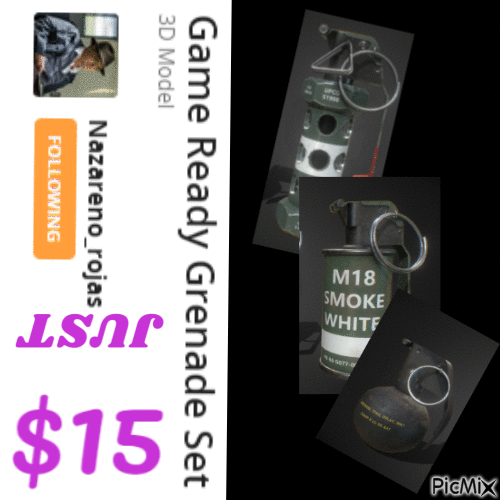 Game Ready Grenade Set
3D Model
Nazareno_rojas
FOLLOWING
JUST
$15
M18
SMOKE
WHITE
PicMix